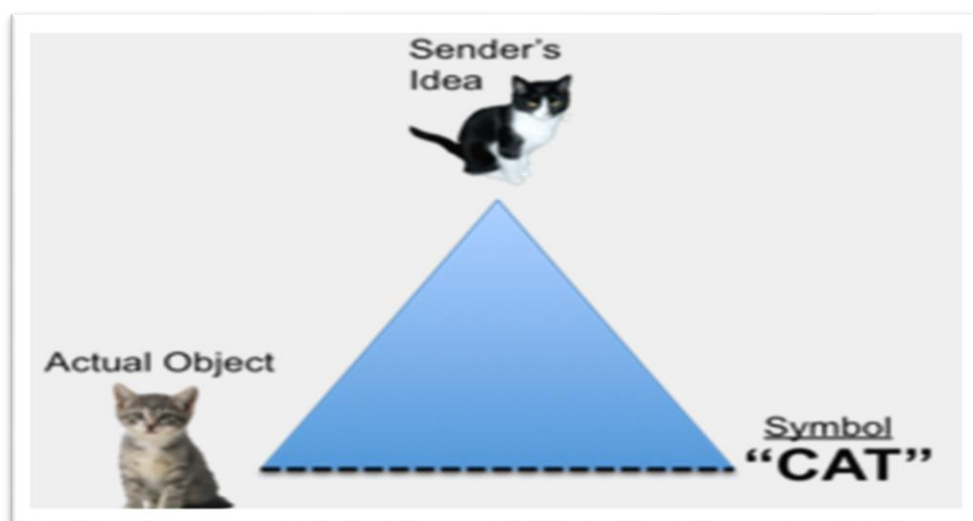 Sender's
Idea
Actual Object
Symbol
“CAT”